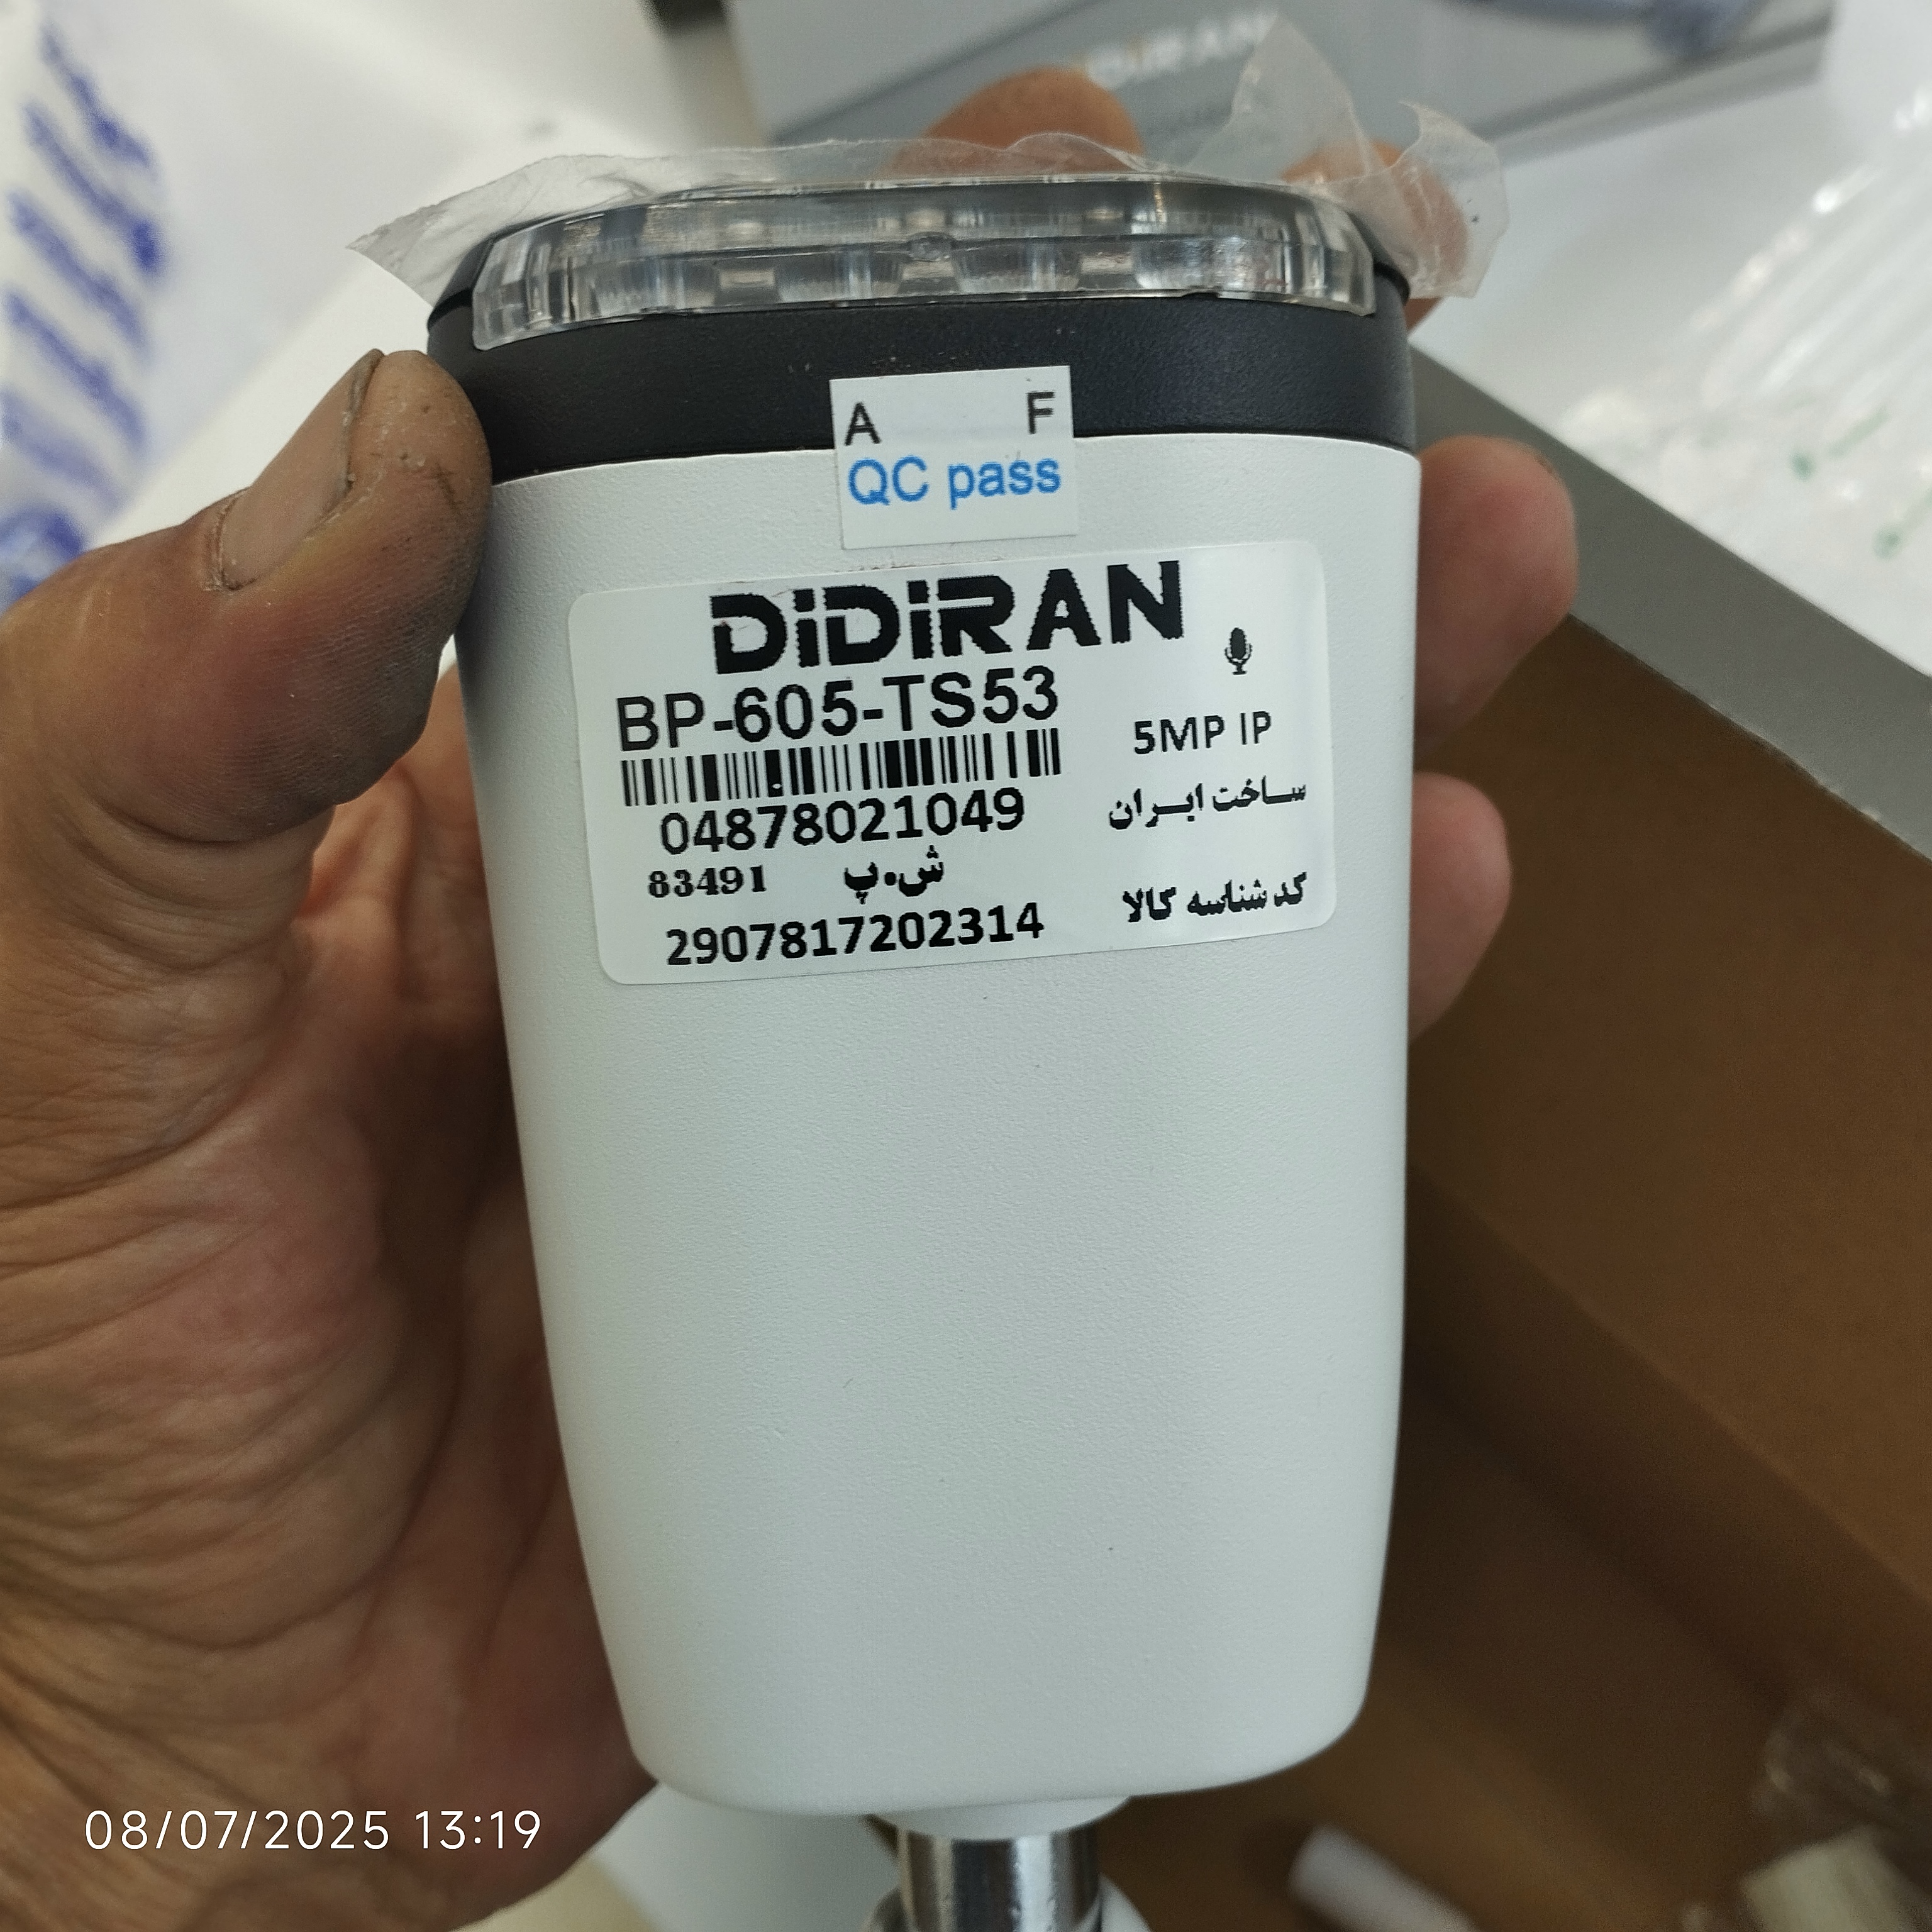 A F
QC pass
DiDiRAN
BP-605-TS53
5MP IP
04878021049
ساخت ایران
83491 ش.پ
2907817202314 کد شناسه کالا
08/07/2025 13:19